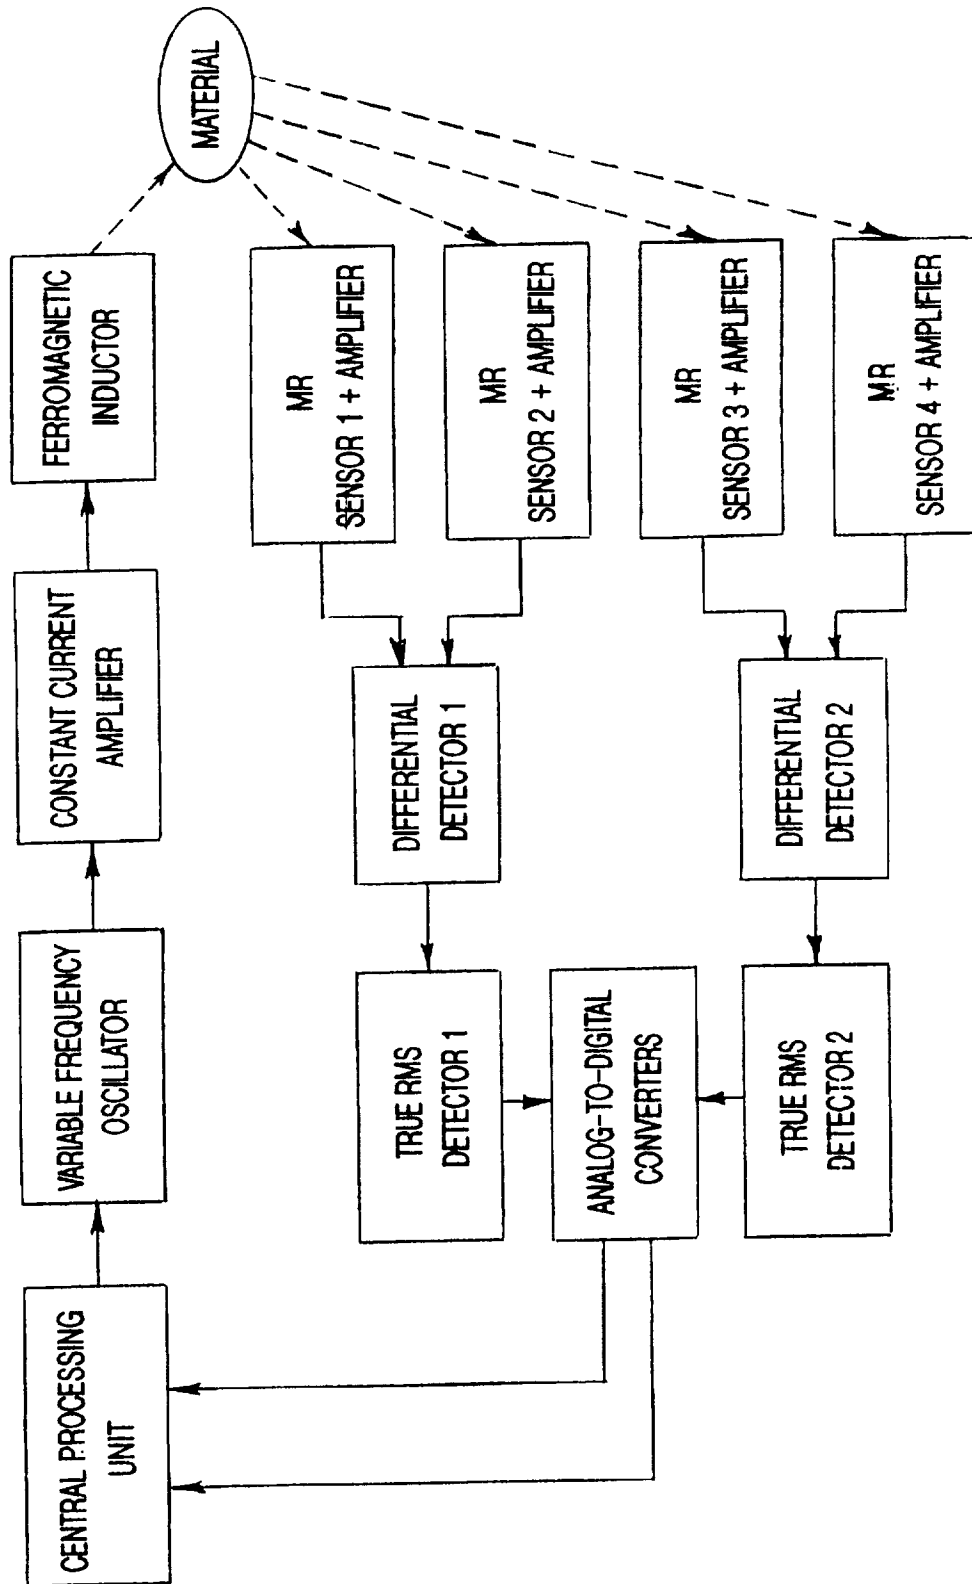 CENTRAL PROCESSING
UNIT
VARIABLE FREQUENCY
OSCILLATOR
CONSTANT CURRENT
AMPLIFIER
FERROMAGNETIC
INDUCTOR
MATERIAL
MR
SENSOR 1 + AMPLIFIER
MR
SENSOR 2 + AMPLIFIER
MR
SENSOR 3 + AMPLIFIER
MR
SENSOR 4 + AMPLIFIER
DIFFERENTIAL
DETECTOR 1
DIFFERENTIAL
DETECTOR 2
TRUE RMS
DETECTOR 1
ANALOG-TO-DIGITAL
CONVERTERS
TRUE RMS
DETECTOR 2